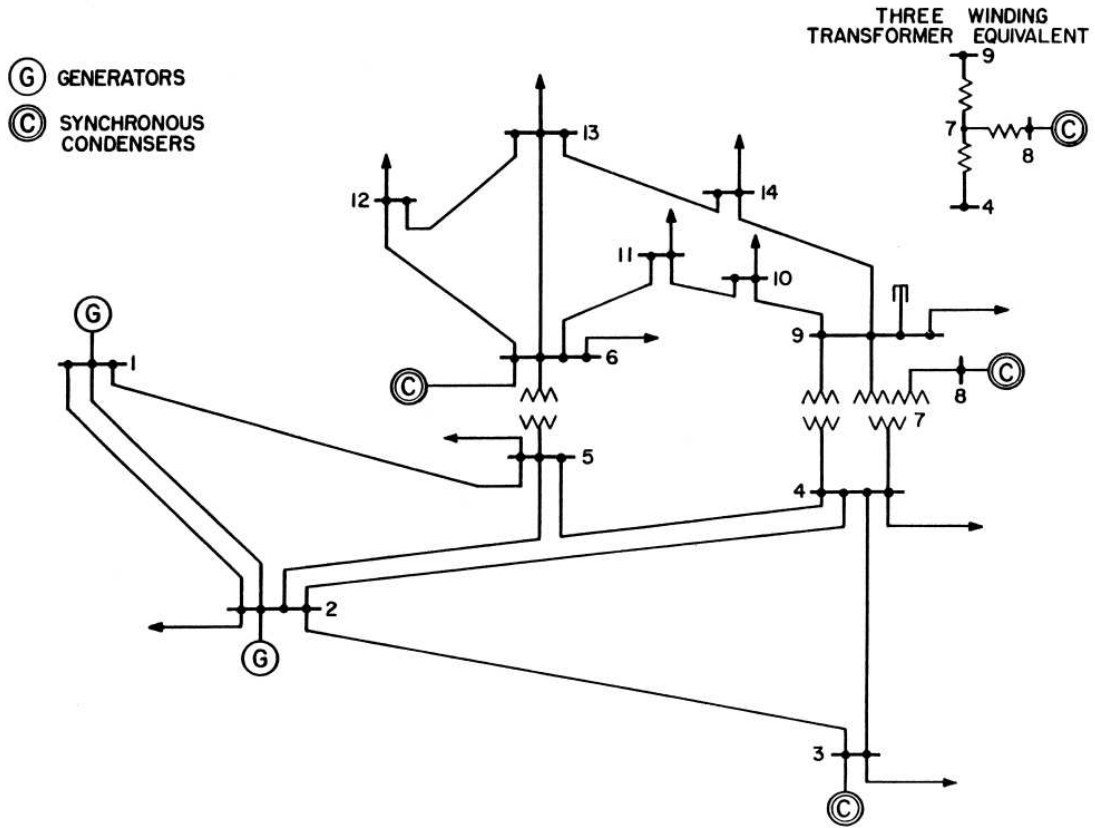 THREE WINDING
TRANSFORMER EQUIVALENT
9
7
C
8
4
G GENERATORS
C SYNCHRONOUS
CONDENSERS
13
12
14
11
10
G
1
9
6
C
8
C
7
5
4
2
G
3
C